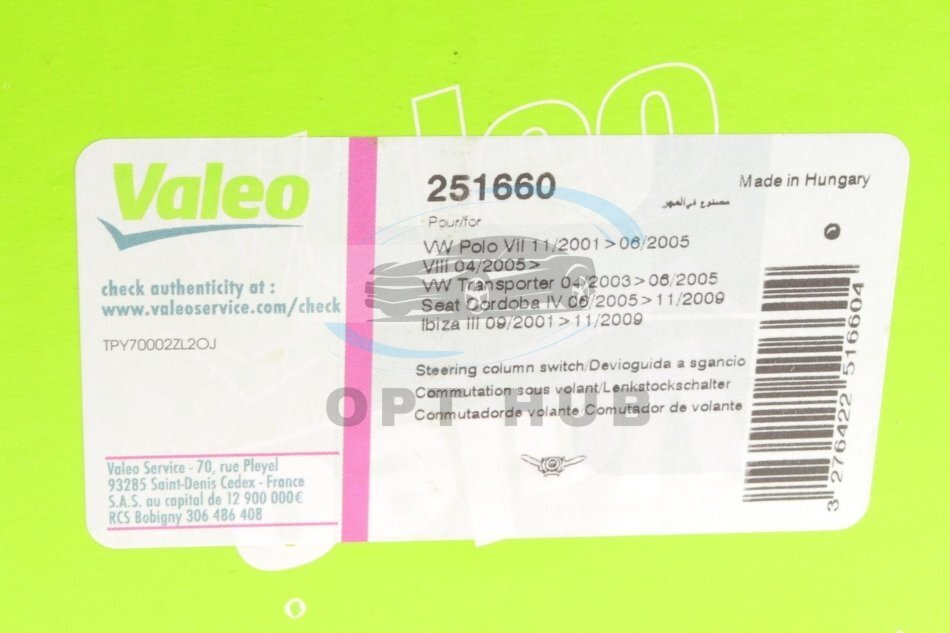 Valeo
check authenticity at :
www.valeoservice.com/check
TPY70002ZL2OJ
Valeo Service - 70, rue Pleyel
93285 Saint-Denis Cedex - France
S.A.S. au capital de 12 900 000€
RCS Bobigny 306 486 408
251660
Pour/for
VW Polo VII 11/2001>06/2005
VIII 04/2005>
VW Transporter 04/2003>06/2005
Seat Cordoba IV 06/2005>11/2009
Ibiza III 09/2001>11/2009
Steering column switch/Devioguida a sgancio
Commutation sous volant/Lenkstockschalter
Conmutadorde volante/Comutador de volante
Made in Hungary
مصنوع في المجر
3 276422 516604
OPT HUB